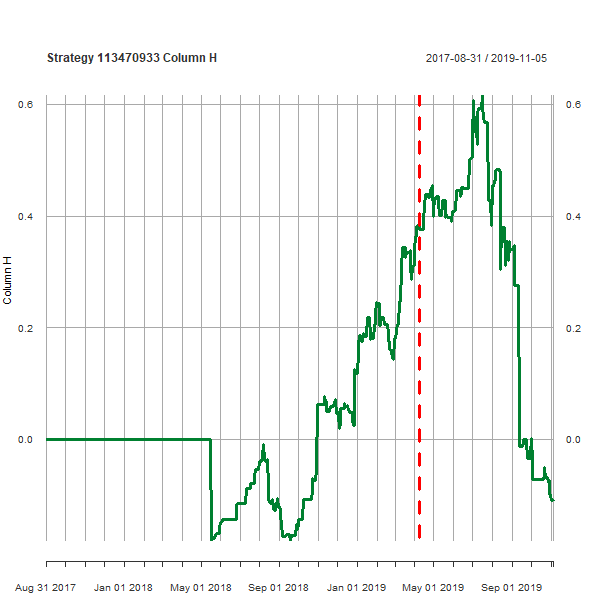 Strategy 113470933 Column H
2017-08-31 / 2019-11-05
0.6 0.6
0.4 0.4
0.2 0.2
0.0 0.0
Column H
Aug 31 2017 Jan 01 2018 May 01 2018 Sep 01 2018 Jan 01 2019 May 01 2019 Sep 01 2019